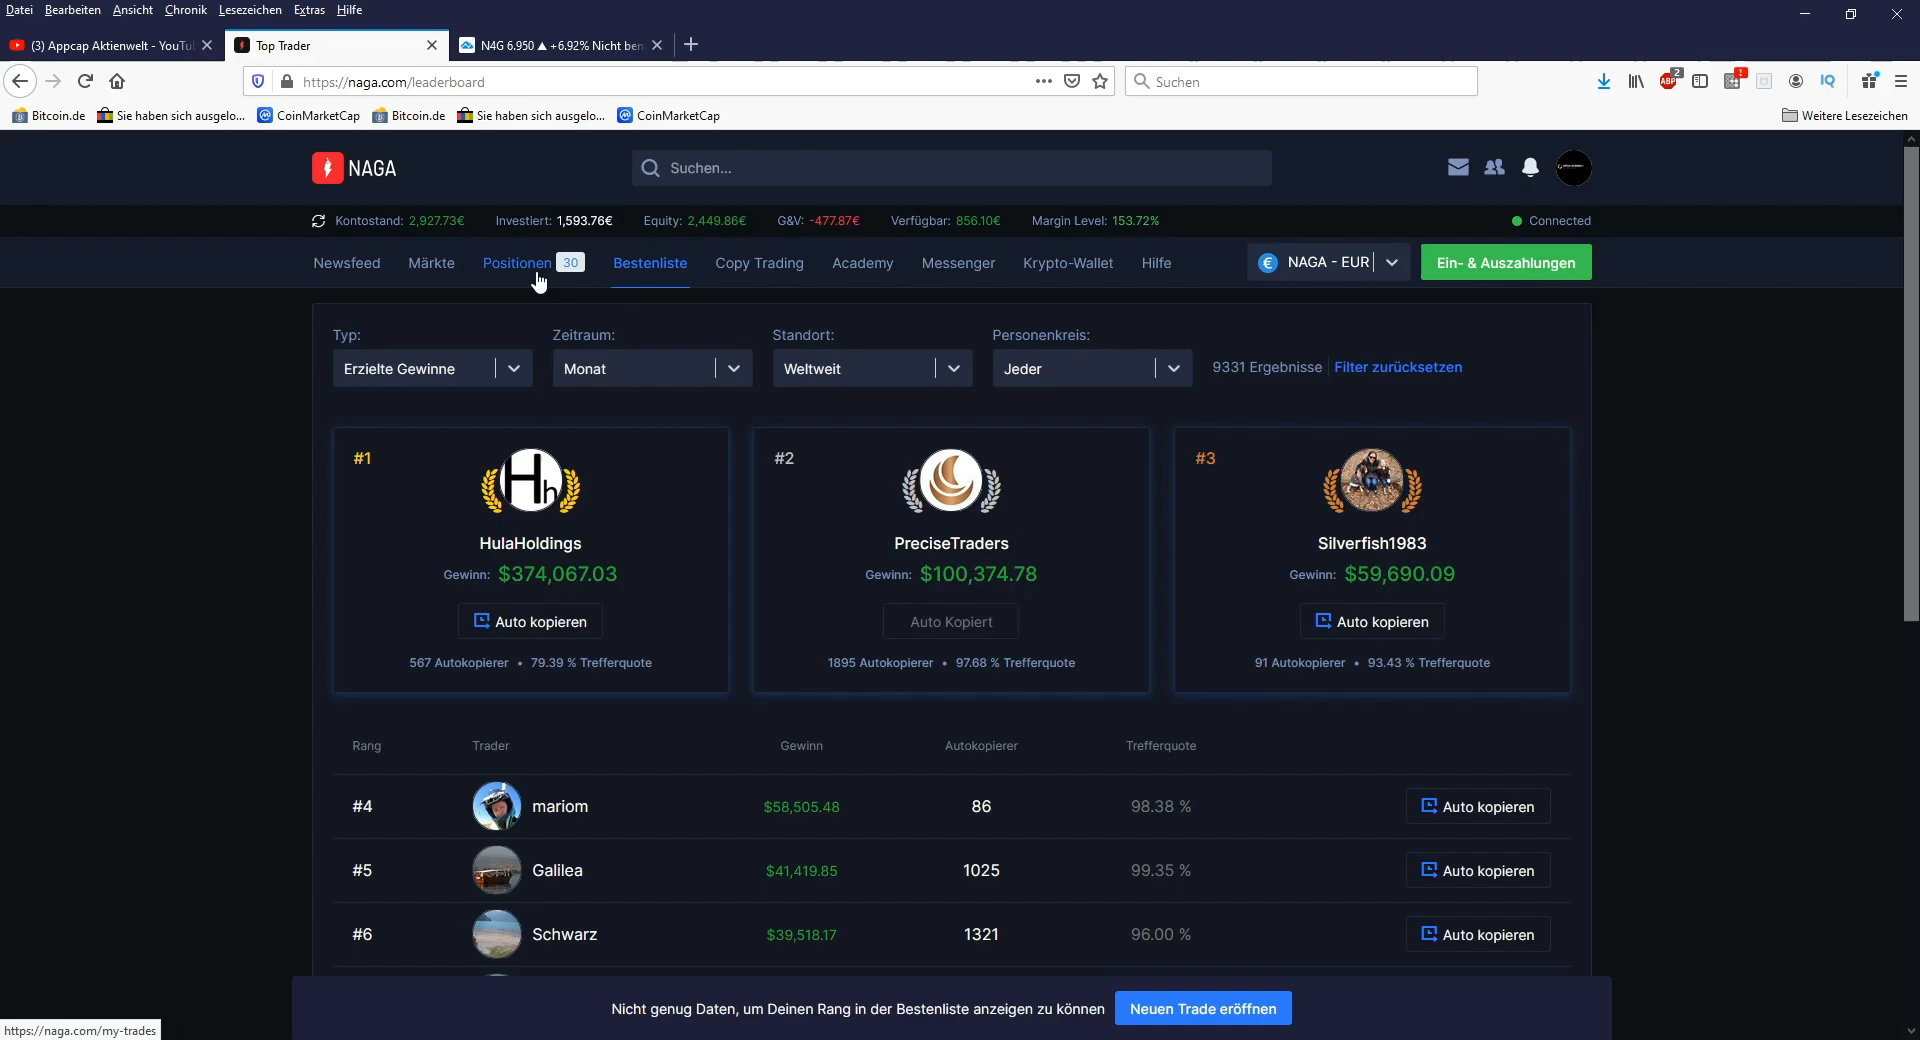 Datei Bearbeiten Ansicht Chronik Lesezeichen Extras Hilfe
(3) Appcap Aktienwelt - YouTu
Top Trader
N4G 6.950 ▲ +6.92% Nicht ben
https://naga.com/leaderboard
Suchen
ABP 2
!
IQ
Bitcoin.de Sie haben sich ausgelo... CoinMarketCap Bitcoin.de Sie haben sich ausgelo... CoinMarketCap Weitere Lesezeichen
NAGA
Suchen...
Kontostand: 2,927.73€ Investiert: 1,593.76€ Equity: 2,449.86€ G&V: -477.87€ Verfügbar: 856.10€ Margin Level: 153.72% Connected
Newsfeed Märkte Positionen 30 Bestenliste Copy Trading Academy Messenger Krypto-Wallet Hilfe € NAGA - EUR Ein- & Auszahlungen
Typ: Zeitraum: Standort: Personenkreis:
Erzielte Gewinne Monat Weltweit Jeder 9331 Ergebnisse Filter zurücksetzen
#1 #2 #3
Hh
HulaHoldings PreciseTraders Silverfish1983
Gewinn: $374,067.03 Gewinn: $100,374.78 Gewinn: $59,690.09
Auto kopieren Auto Kopiert Auto kopieren
567 Autokopierer • 79.39 % Trefferquote 1895 Autokopierer • 97.68 % Trefferquote 91 Autokopierer • 93.43 % Trefferquote
Rang Trader Gewinn Autokopierer Trefferquote
#4 mariom $58,505.48 86 98.38 % Auto kopieren
#5 Galilea $41,419.85 1025 99.35 % Auto kopieren
#6 Schwarz $39,518.17 1321 96.00 % Auto kopieren
Nicht genug Daten, um Deinen Rang in der Bestenliste anzeigen zu können Neuen Trade eröffnen
https://naga.com/my-trades